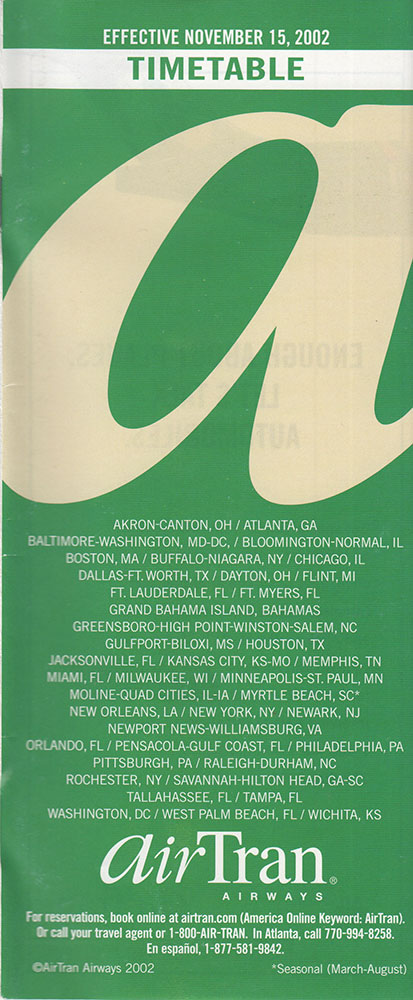 EFFECTIVE NOVEMBER 15, 2002
TIMETABLE
a
AKRON-CANTON, OH / ATLANTA, GA
BALTIMORE-WASHINGTON, MD-DC, / BLOOMINGTON-NORMAL, IL
BOSTON, MA / BUFFALO-NIAGARA, NY / CHICAGO, IL
DALLAS-FT. WORTH, TX / DAYTON, OH / FLINT, MI
FT. LAUDERDALE, FL / FT. MYERS, FL
GRAND BAHAMA ISLAND, BAHAMAS
GREENSBORO-HIGH POINT-WINSTON-SALEM, NC
GULFPORT-BILOXI, MS / HOUSTON, TX
JACKSONVILLE, FL / KANSAS CITY, KS-MO / MEMPHIS, TN
MIAMI, FL / MILWAUKEE, WI / MINNEAPOLIS-ST. PAUL, MN
MOLINE-QUAD CITIES, IL-IA / MYRTLE BEACH, SC*
NEW ORLEANS, LA / NEW YORK, NY / NEWARK, NJ
NEWPORT NEWS-WILLIAMSBURG, VA
ORLANDO, FL / PENSACOLA-GULF COAST, FL / PHILADELPHIA, PA
PITTSBURGH, PA / RALEIGH-DURHAM, NC
ROCHESTER, NY / SAVANNAH-HILTON HEAD, GA-SC
TALLAHASSEE, FL / TAMPA, FL
WASHINGTON, DC / WEST PALM BEACH, FL / WICHITA, KS
airTran®
AIRWAYS
For reservations, book online at airtran.com (America Online Keyword: AirTran).
Or call your travel agent or 1-800-AIR-TRAN. In Atlanta, call 770-994-8258.
En español, 1-877-581-9842.
©AirTran Airways 2002 *Seasonal (March-August)